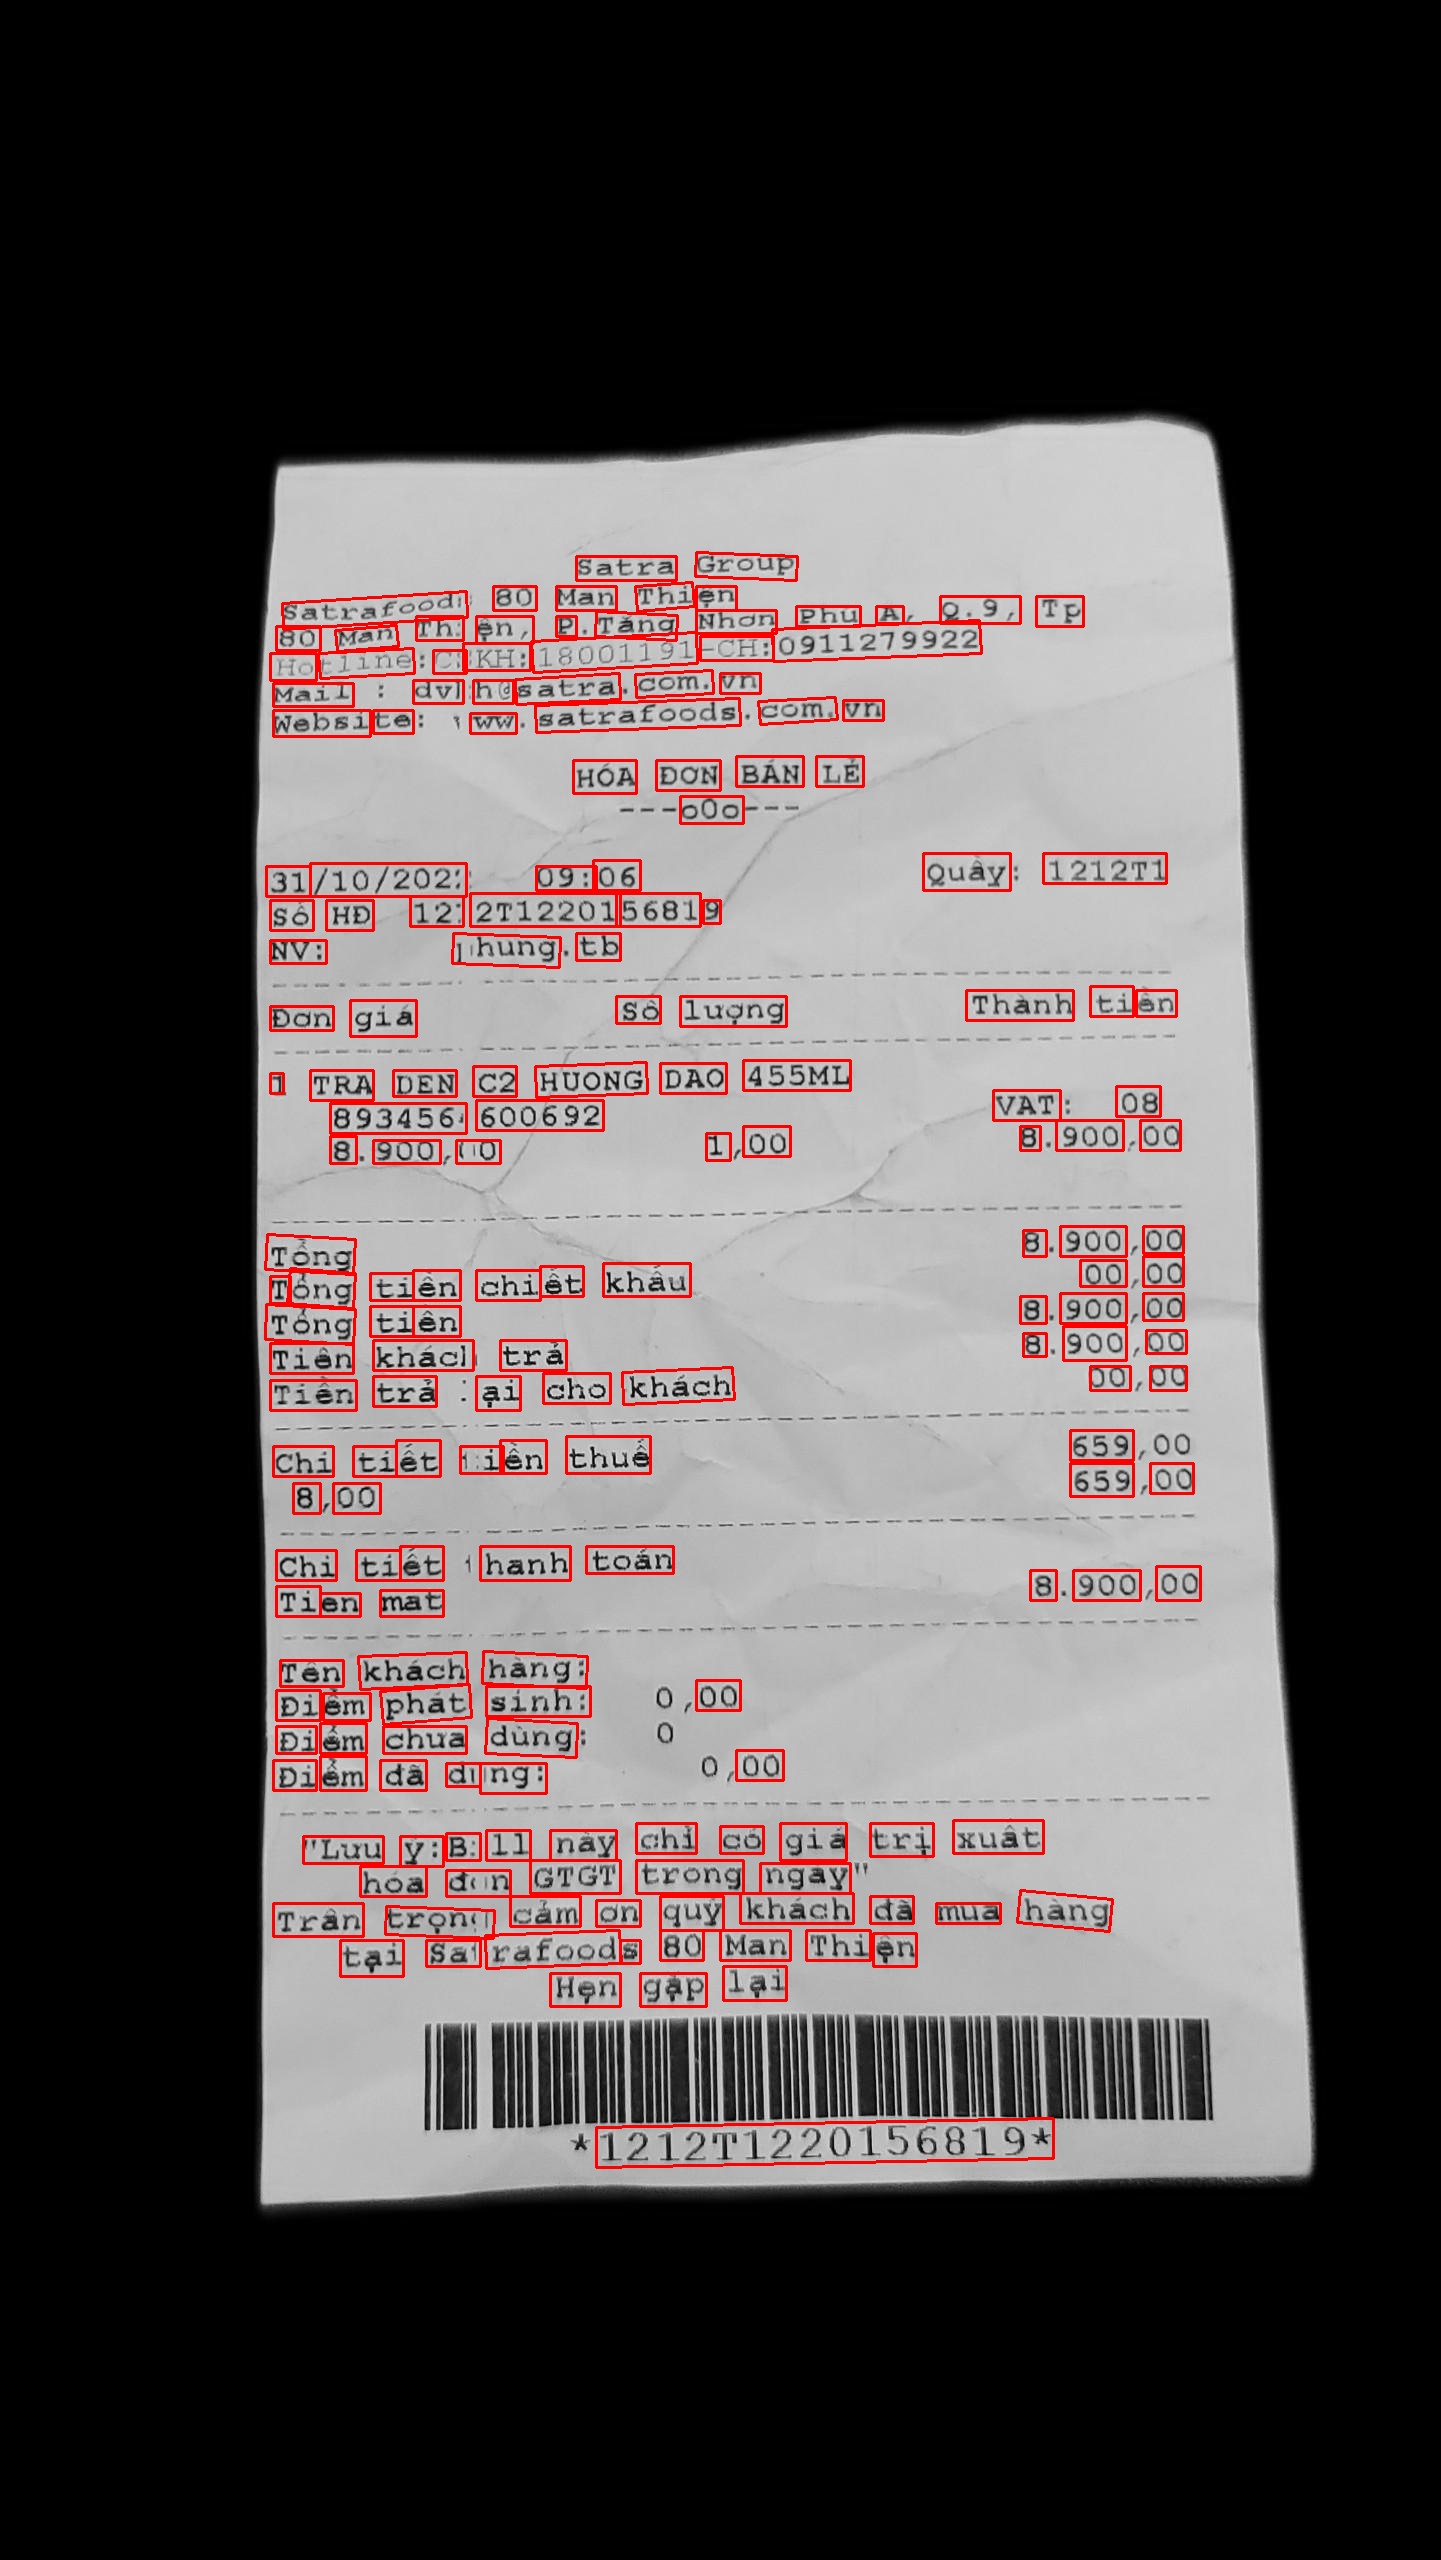 Satra Group
Satrafoods 80 Man Thiện
80 Man Thiện, P.Tăng Nhơn Phú A, Q.9, Tp
Hotline:CSKH:18001191-CH:0911279922
Mail : dvkh@satra.com.vn
Website: www.satrafoods.com.vn
HÓA ĐƠN BÁN LẺ
---oOo---
31/10/2022 09:06 Quầy: 1212T1
Số HĐ 1212T1220156819
NV: phung.tb
Đơn giá Số lượng Thành tiền
1 TRA DEN C2 HUONG DAO 455ML
893456 600692 VAT: 08
8.900,00 1,00 8.900,00
Tổng 8.900,00
Tổng tiền chiết khấu 00,00
Tổng tiền 8.900,00
Tiền khách trả 8.900,00
Tiền trả lại cho khách 00,00
Chi tiết tiền thuế 659,00
8,00 659,00
Chi tiết thanh toán
Tien mat 8.900,00
Tên khách hàng:
Điểm phát sinh: 0,00
Điểm chưa dùng: 0
Điểm đã dùng: 0,00
"Lưu ý:Bill này chỉ có giá trị xuất
hóa đơn GTGT trong ngày"
Trân trọng cảm ơn quý khách đã mua hàng
tại Satrafoods 80 Man Thiện
Hẹn gặp lại
*1212T1220156819*